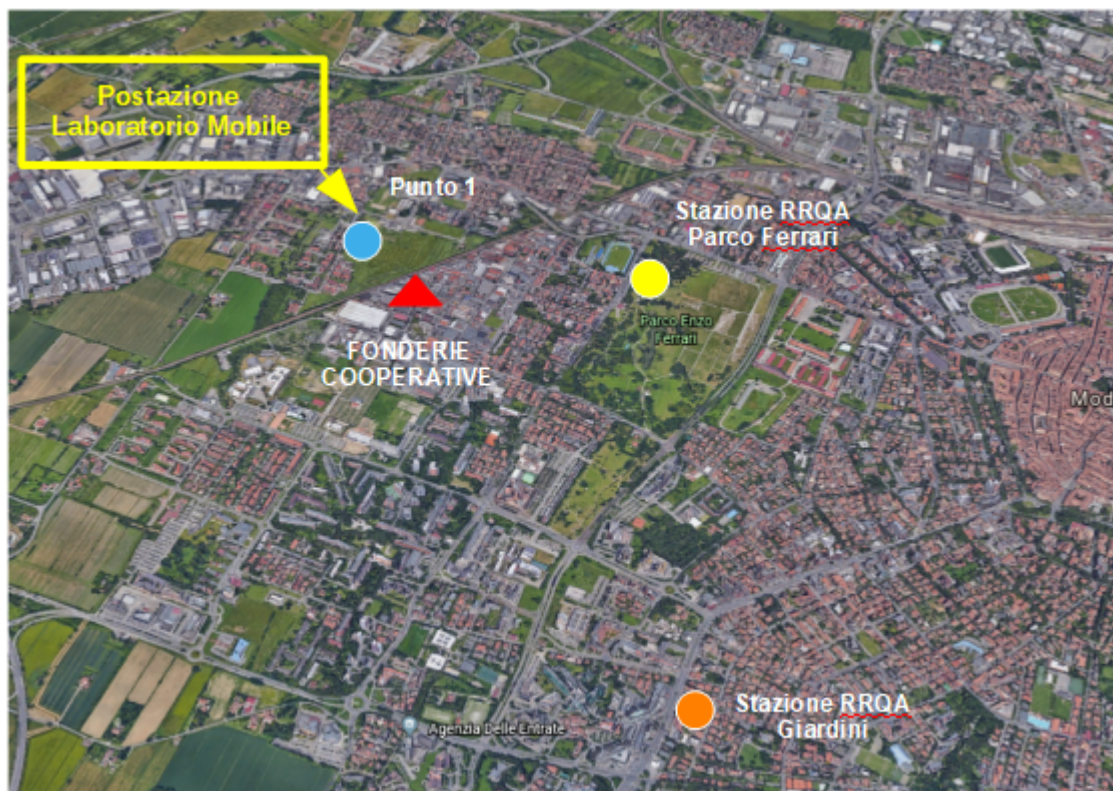 Postazione
Laboratorio Mobile
Punto 1
Stazione RRQA
Parco Ferrari
Parco Enzo
Ferrari
FONDERIE
COOPERATIVE
Mod
Stazione RRQA
Giardini
Agenzia Delle Entrate